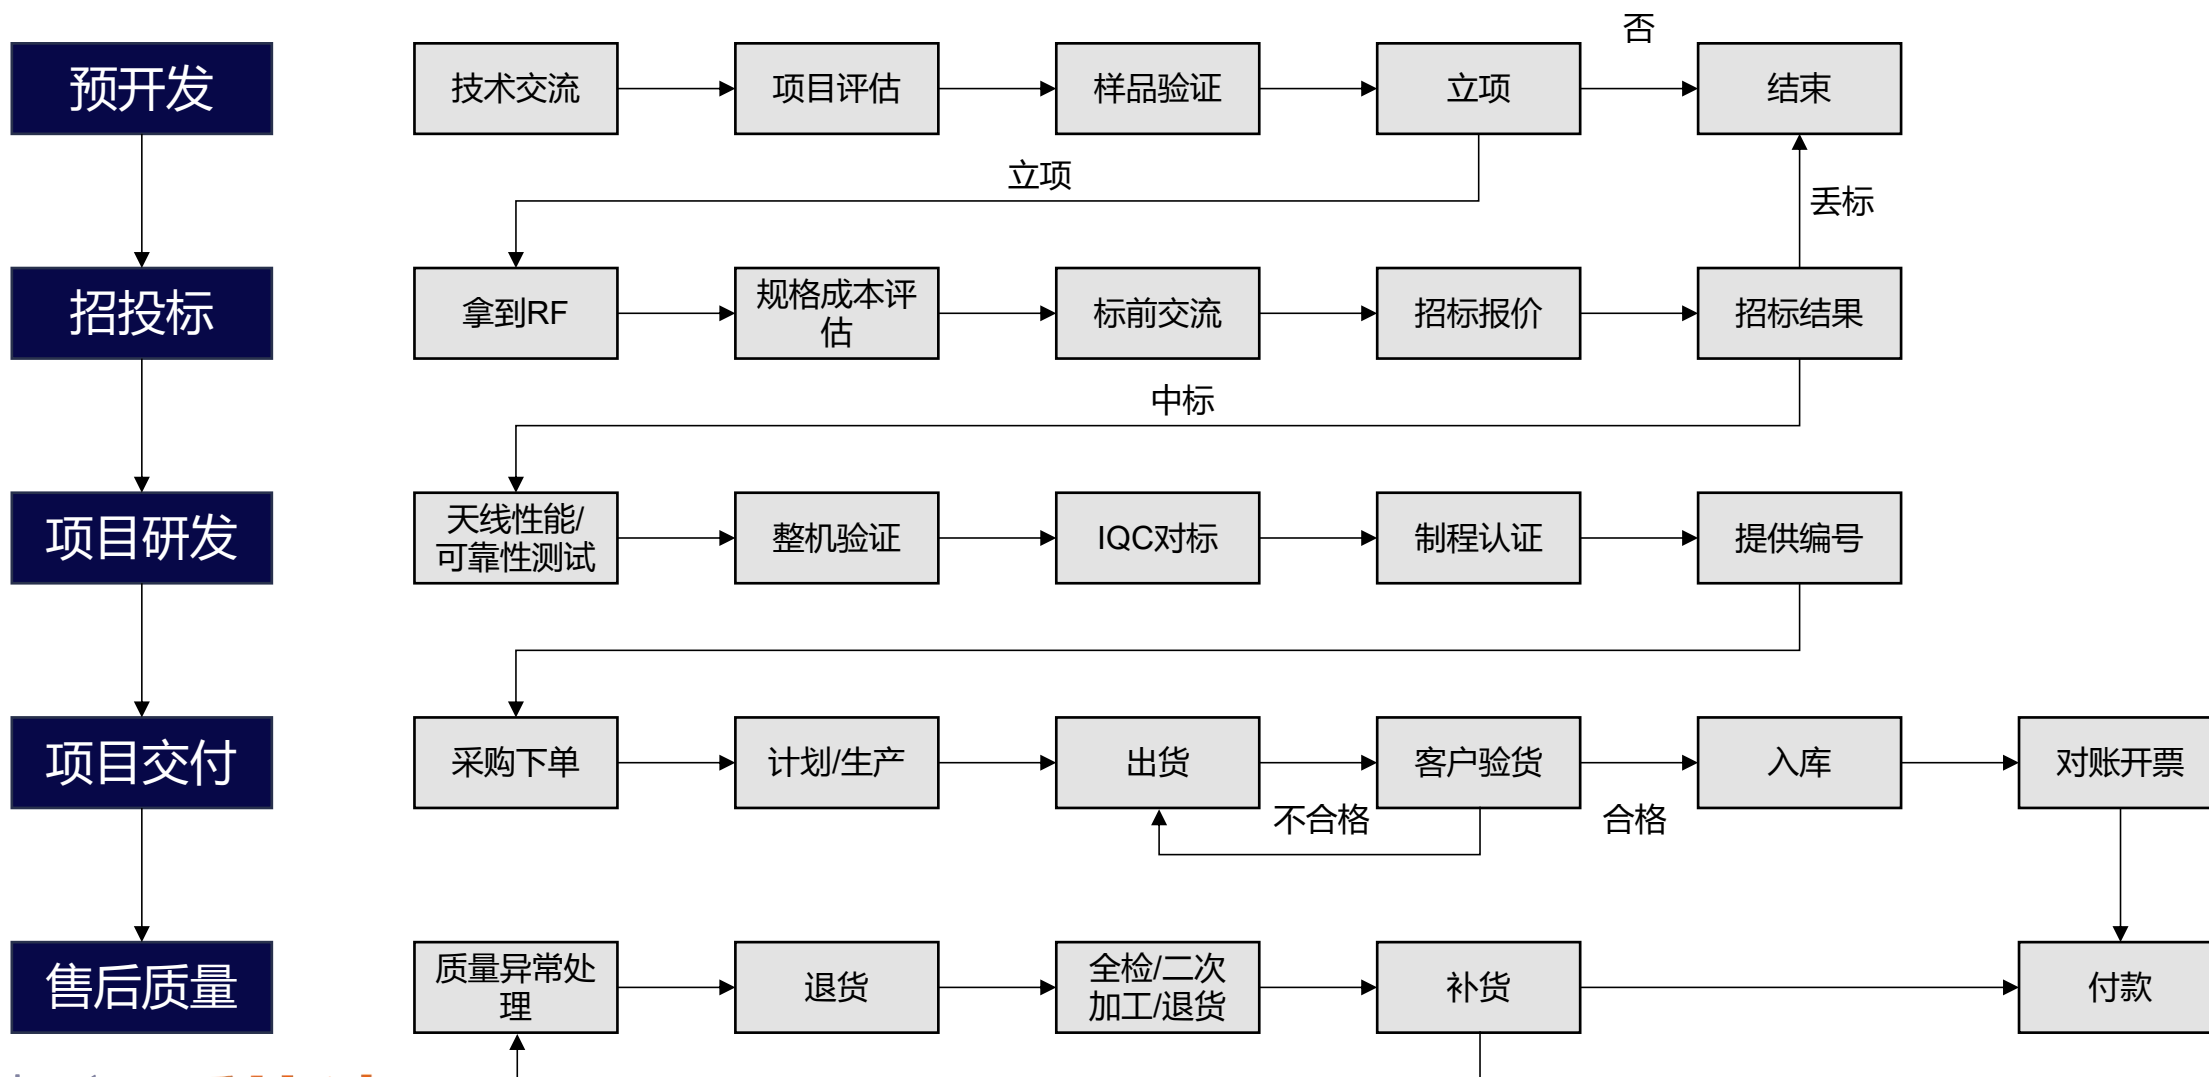 否
预开发
技术交流
项目评估
样品验证
立项
结束
立项
丢标
招投标
拿到RF
规格成本评
估
标前交流
招标报价
招标结果
中标
项目研发
天线性能/
可靠性测试
整机验证
IQC对标
制程认证
提供编号
项目交付
采购下单
计划/生产
出货
客户验货
入库
对账开票
不合格
合格
售后质量
质量异常处
理
退货
全检/二次
加工/退货
补货
付款